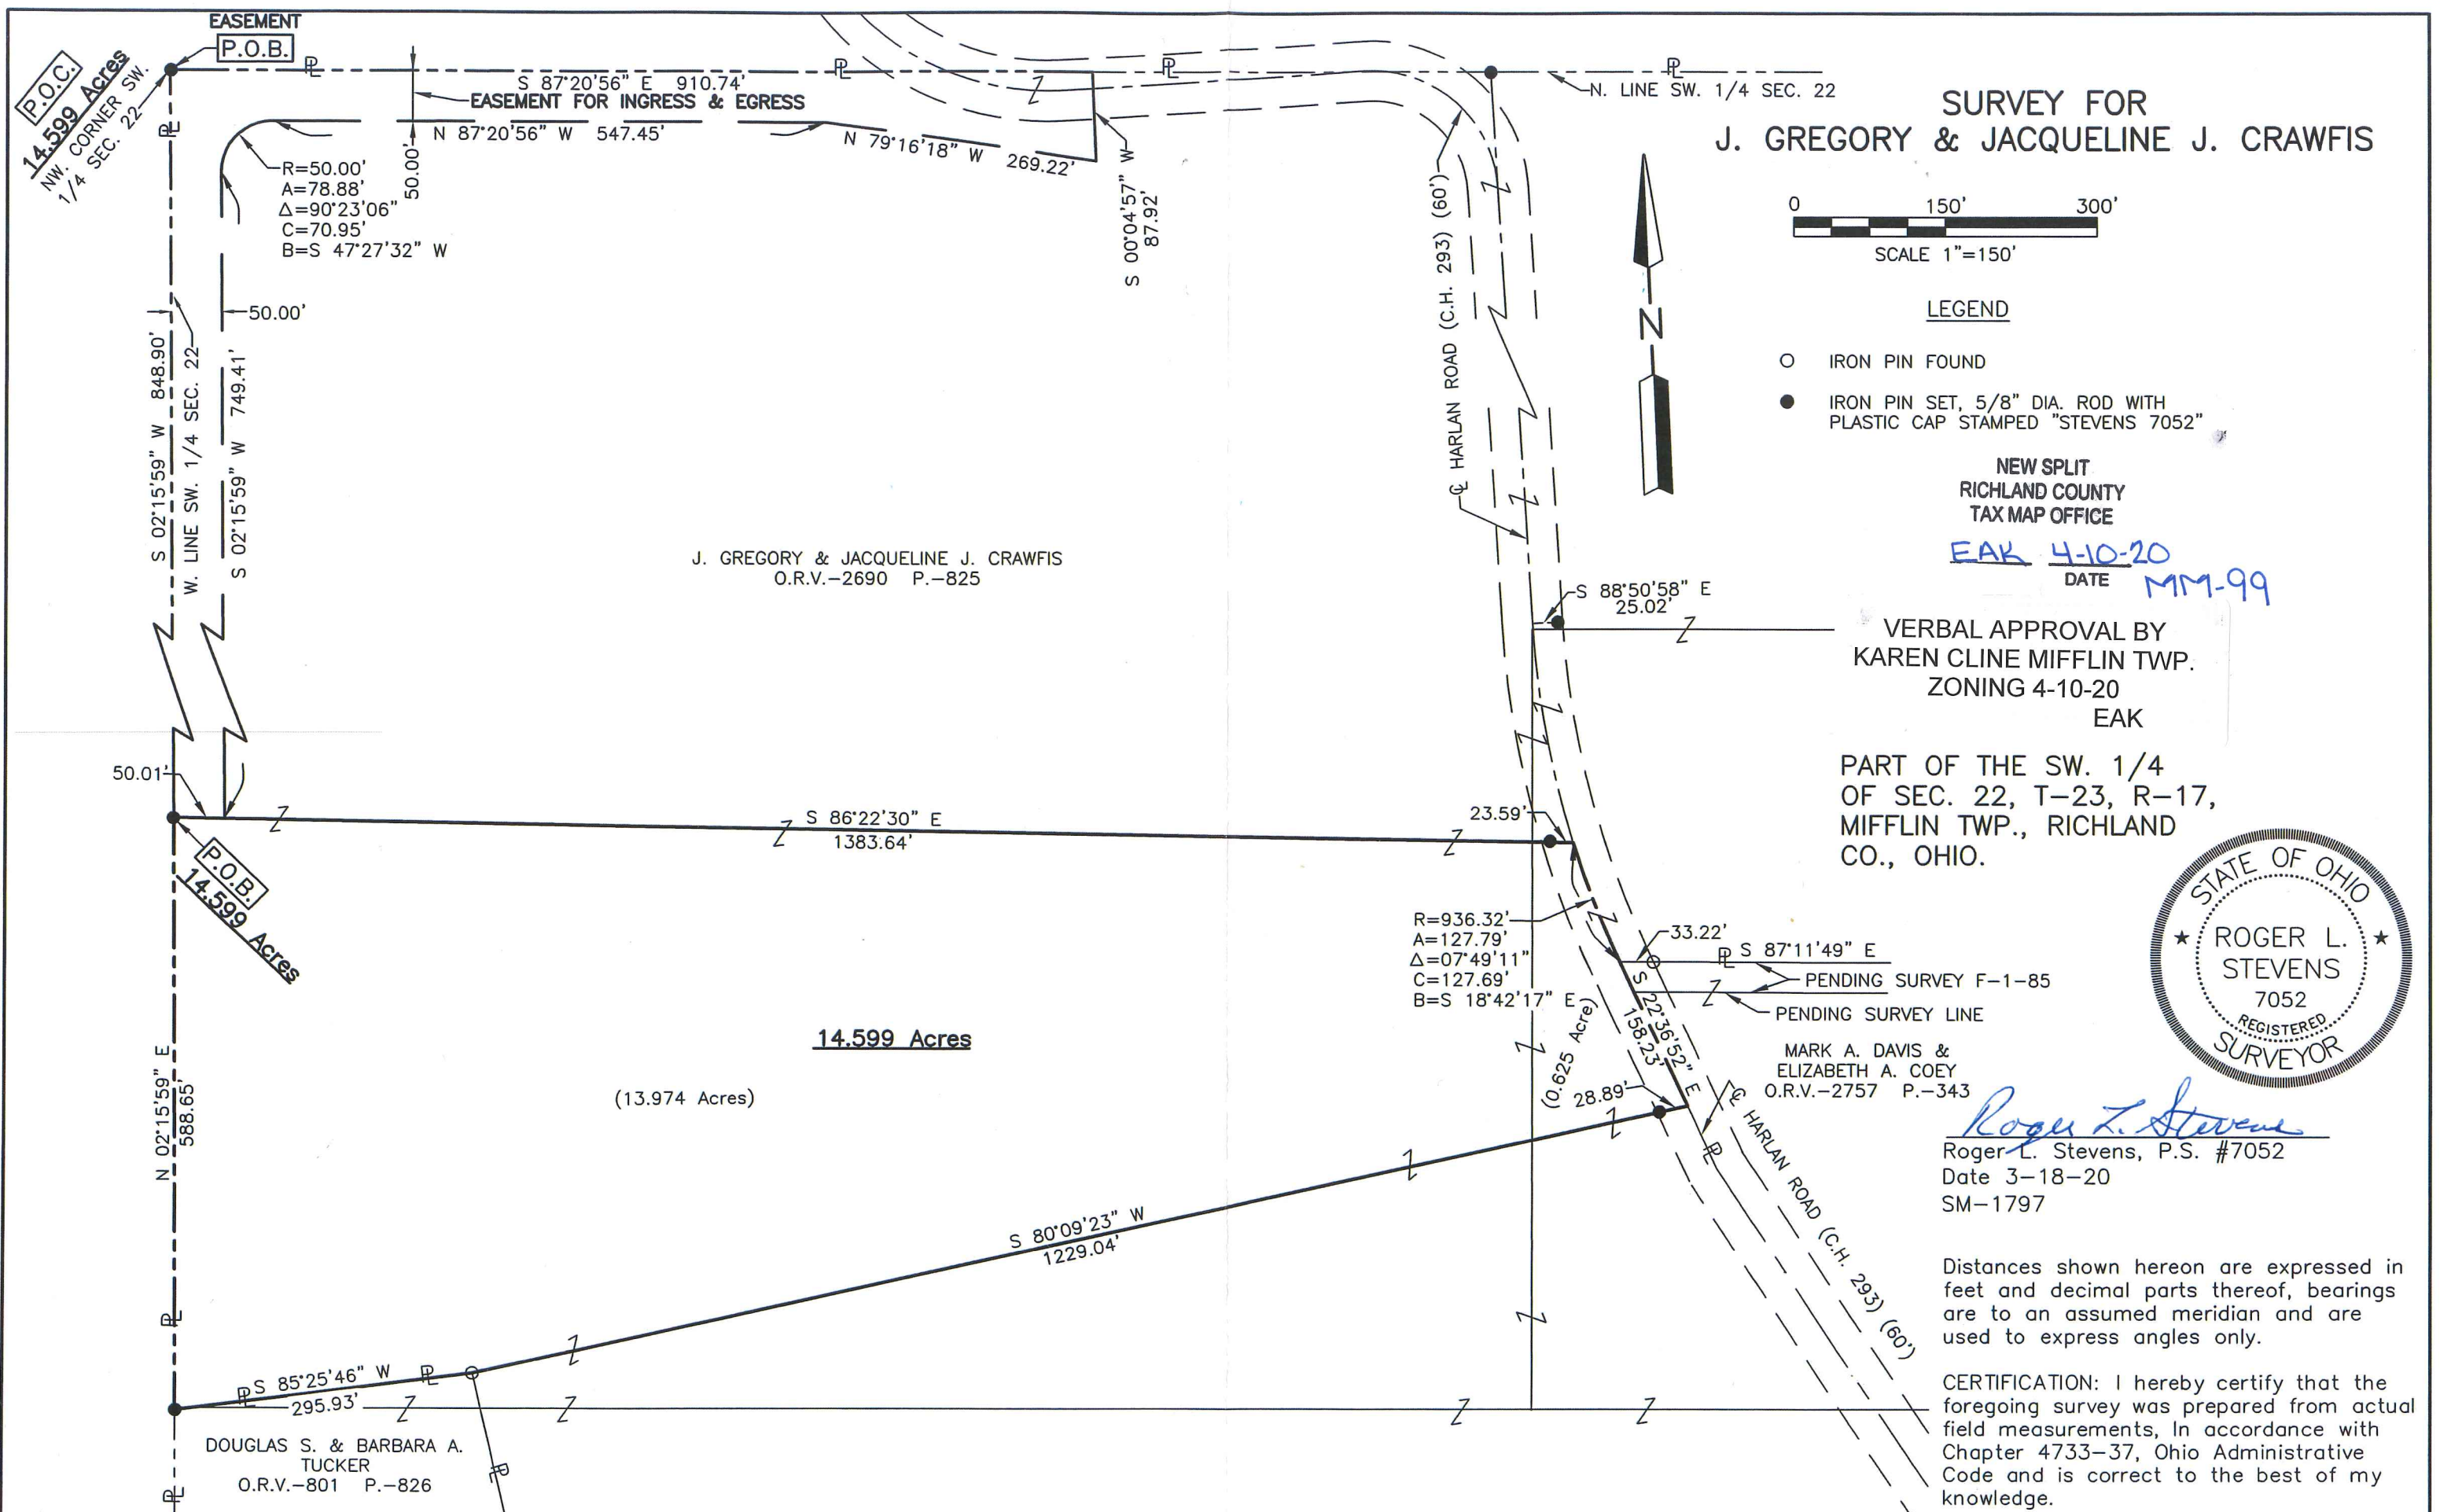 EASEMENT
P.O.B.
P.O.C.
14.599 Acres
NW. CORNER SW.
1/4 SEC. 22
S 87°20'56" E 910.74'
EASEMENT FOR INGRESS & EGRESS
N 87°20'56" W 547.45'
50.00'
N 79°16'18" W 269.22'
S 00°04'57" W
87.92'
R=50.00'
A=78.88'
Δ=90°23'06"
C=70.95'
B=S 47°27'32" W
50.00'
S 02°15'59" W 848.90'
W. LINE SW. 1/4 SEC. 22
S 02°15'59" W 749.41'
N. LINE SW. 1/4 SEC. 22
℄ HARLAN ROAD (C.H. 293) (60')
SURVEY FOR
J. GREGORY & JACQUELINE J. CRAWFIS
0 150' 300'
SCALE 1"=150'
N
LEGEND
IRON PIN FOUND
IRON PIN SET, 5/8" DIA. ROD WITH
PLASTIC CAP STAMPED "STEVENS 7052"
NEW SPLIT
RICHLAND COUNTY
TAX MAP OFFICE
EAK 4-10-20
DATE MM-99
VERBAL APPROVAL BY
KAREN CLINE MIFFLIN TWP.
ZONING 4-10-20
EAK
PART OF THE SW. 1/4
OF SEC. 22, T-23, R-17,
MIFFLIN TWP., RICHLAND
CO., OHIO.
J. GREGORY & JACQUELINE J. CRAWFIS
O.R.V.-2690 P.-825
S 88°50'58" E
25.02'
50.01'
S 86°22'30" E
1383.64'
23.59'
P.O.B.
14.599 Acres
R=936.32'
A=127.79'
Δ=07°49'11"
C=127.69'
B=S 18°42'17" E
33.22'
S 87°11'49" E
PENDING SURVEY F-1-85
PENDING SURVEY LINE
S 22°36'52" E
158.23'
(0.625 Acre)
28.89'
MARK A. DAVIS &
ELIZABETH A. COEY
O.R.V.-2757 P.-343
℄ HARLAN ROAD (C.H. 293) (60')
14.599 Acres
(13.974 Acres)
N 02°15'59" E
588.65'
S 80°09'23" W
1229.04'
S 85°25'46" W
295.93'
DOUGLAS S. & BARBARA A.
TUCKER
O.R.V.-801 P.-826
STATE OF OHIO
ROGER L.
STEVENS
7052
REGISTERED
SURVEYOR
Roger L. Stevens
Roger L. Stevens, P.S. #7052
Date 3-18-20
SM-1797
Distances shown hereon are expressed in
feet and decimal parts thereof, bearings
are to an assumed meridian and are
used to express angles only.
CERTIFICATION: I hereby certify that the
foregoing survey was prepared from actual
field measurements, In accordance with
Chapter 4733-37, Ohio Administrative
Code and is correct to the best of my
knowledge.